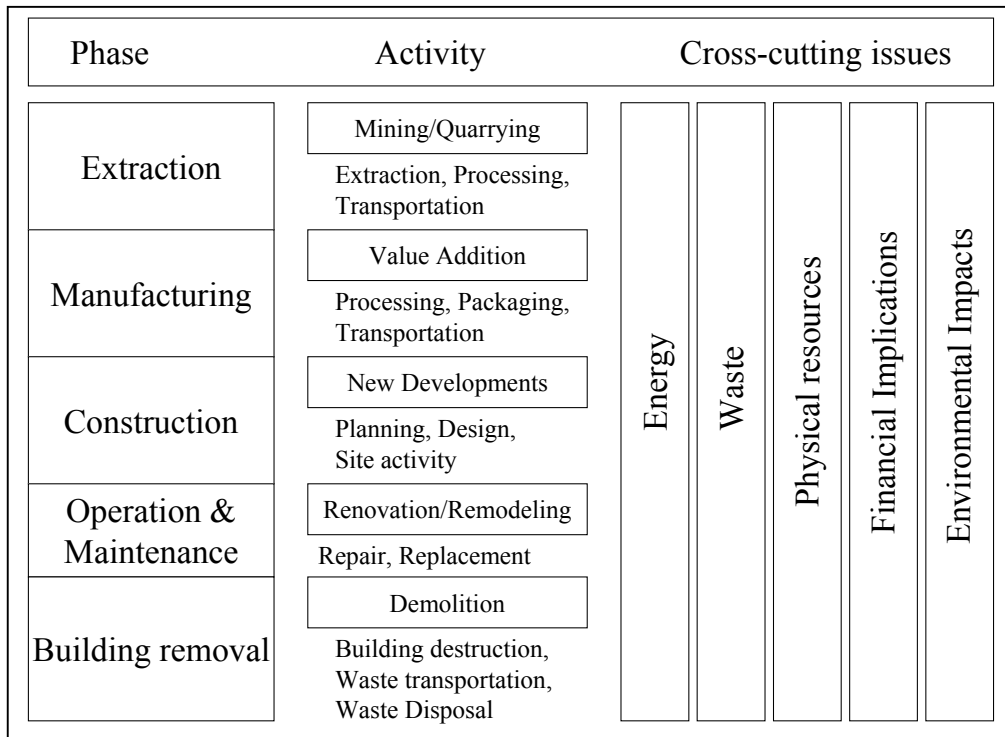 Phase Activity Cross-cutting issues
Extraction
Mining/Quarrying
Extraction, Processing,
Transportation
Manufacturing
Value Addition
Processing, Packaging,
Transportation
Construction
New Developments
Planning, Design,
Site activity
Operation &
Maintenance
Renovation/Remodeling
Repair, Replacement
Building removal
Demolition
Building destruction,
Waste transportation,
Waste Disposal
Energy
Waste
Physical resources
Financial Implications
Environmental Impacts